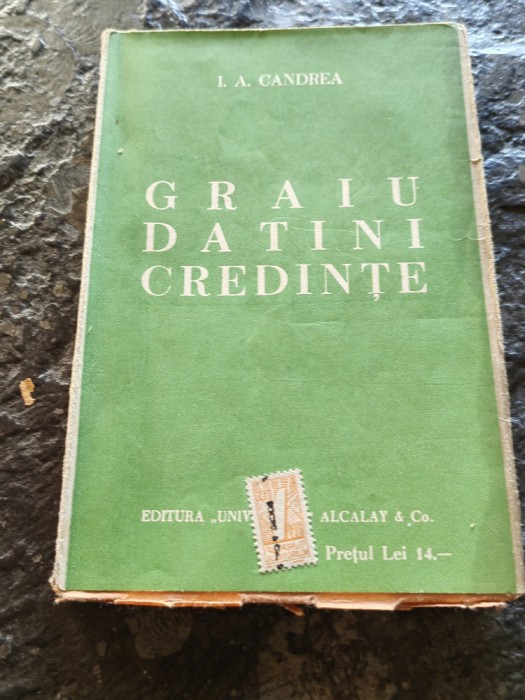 I. A. CANDREA
GRAIU
DATINI
CREDINȚE
EDITURA „UNIV ALCALAY & Co.
Prețul Lei 14.—